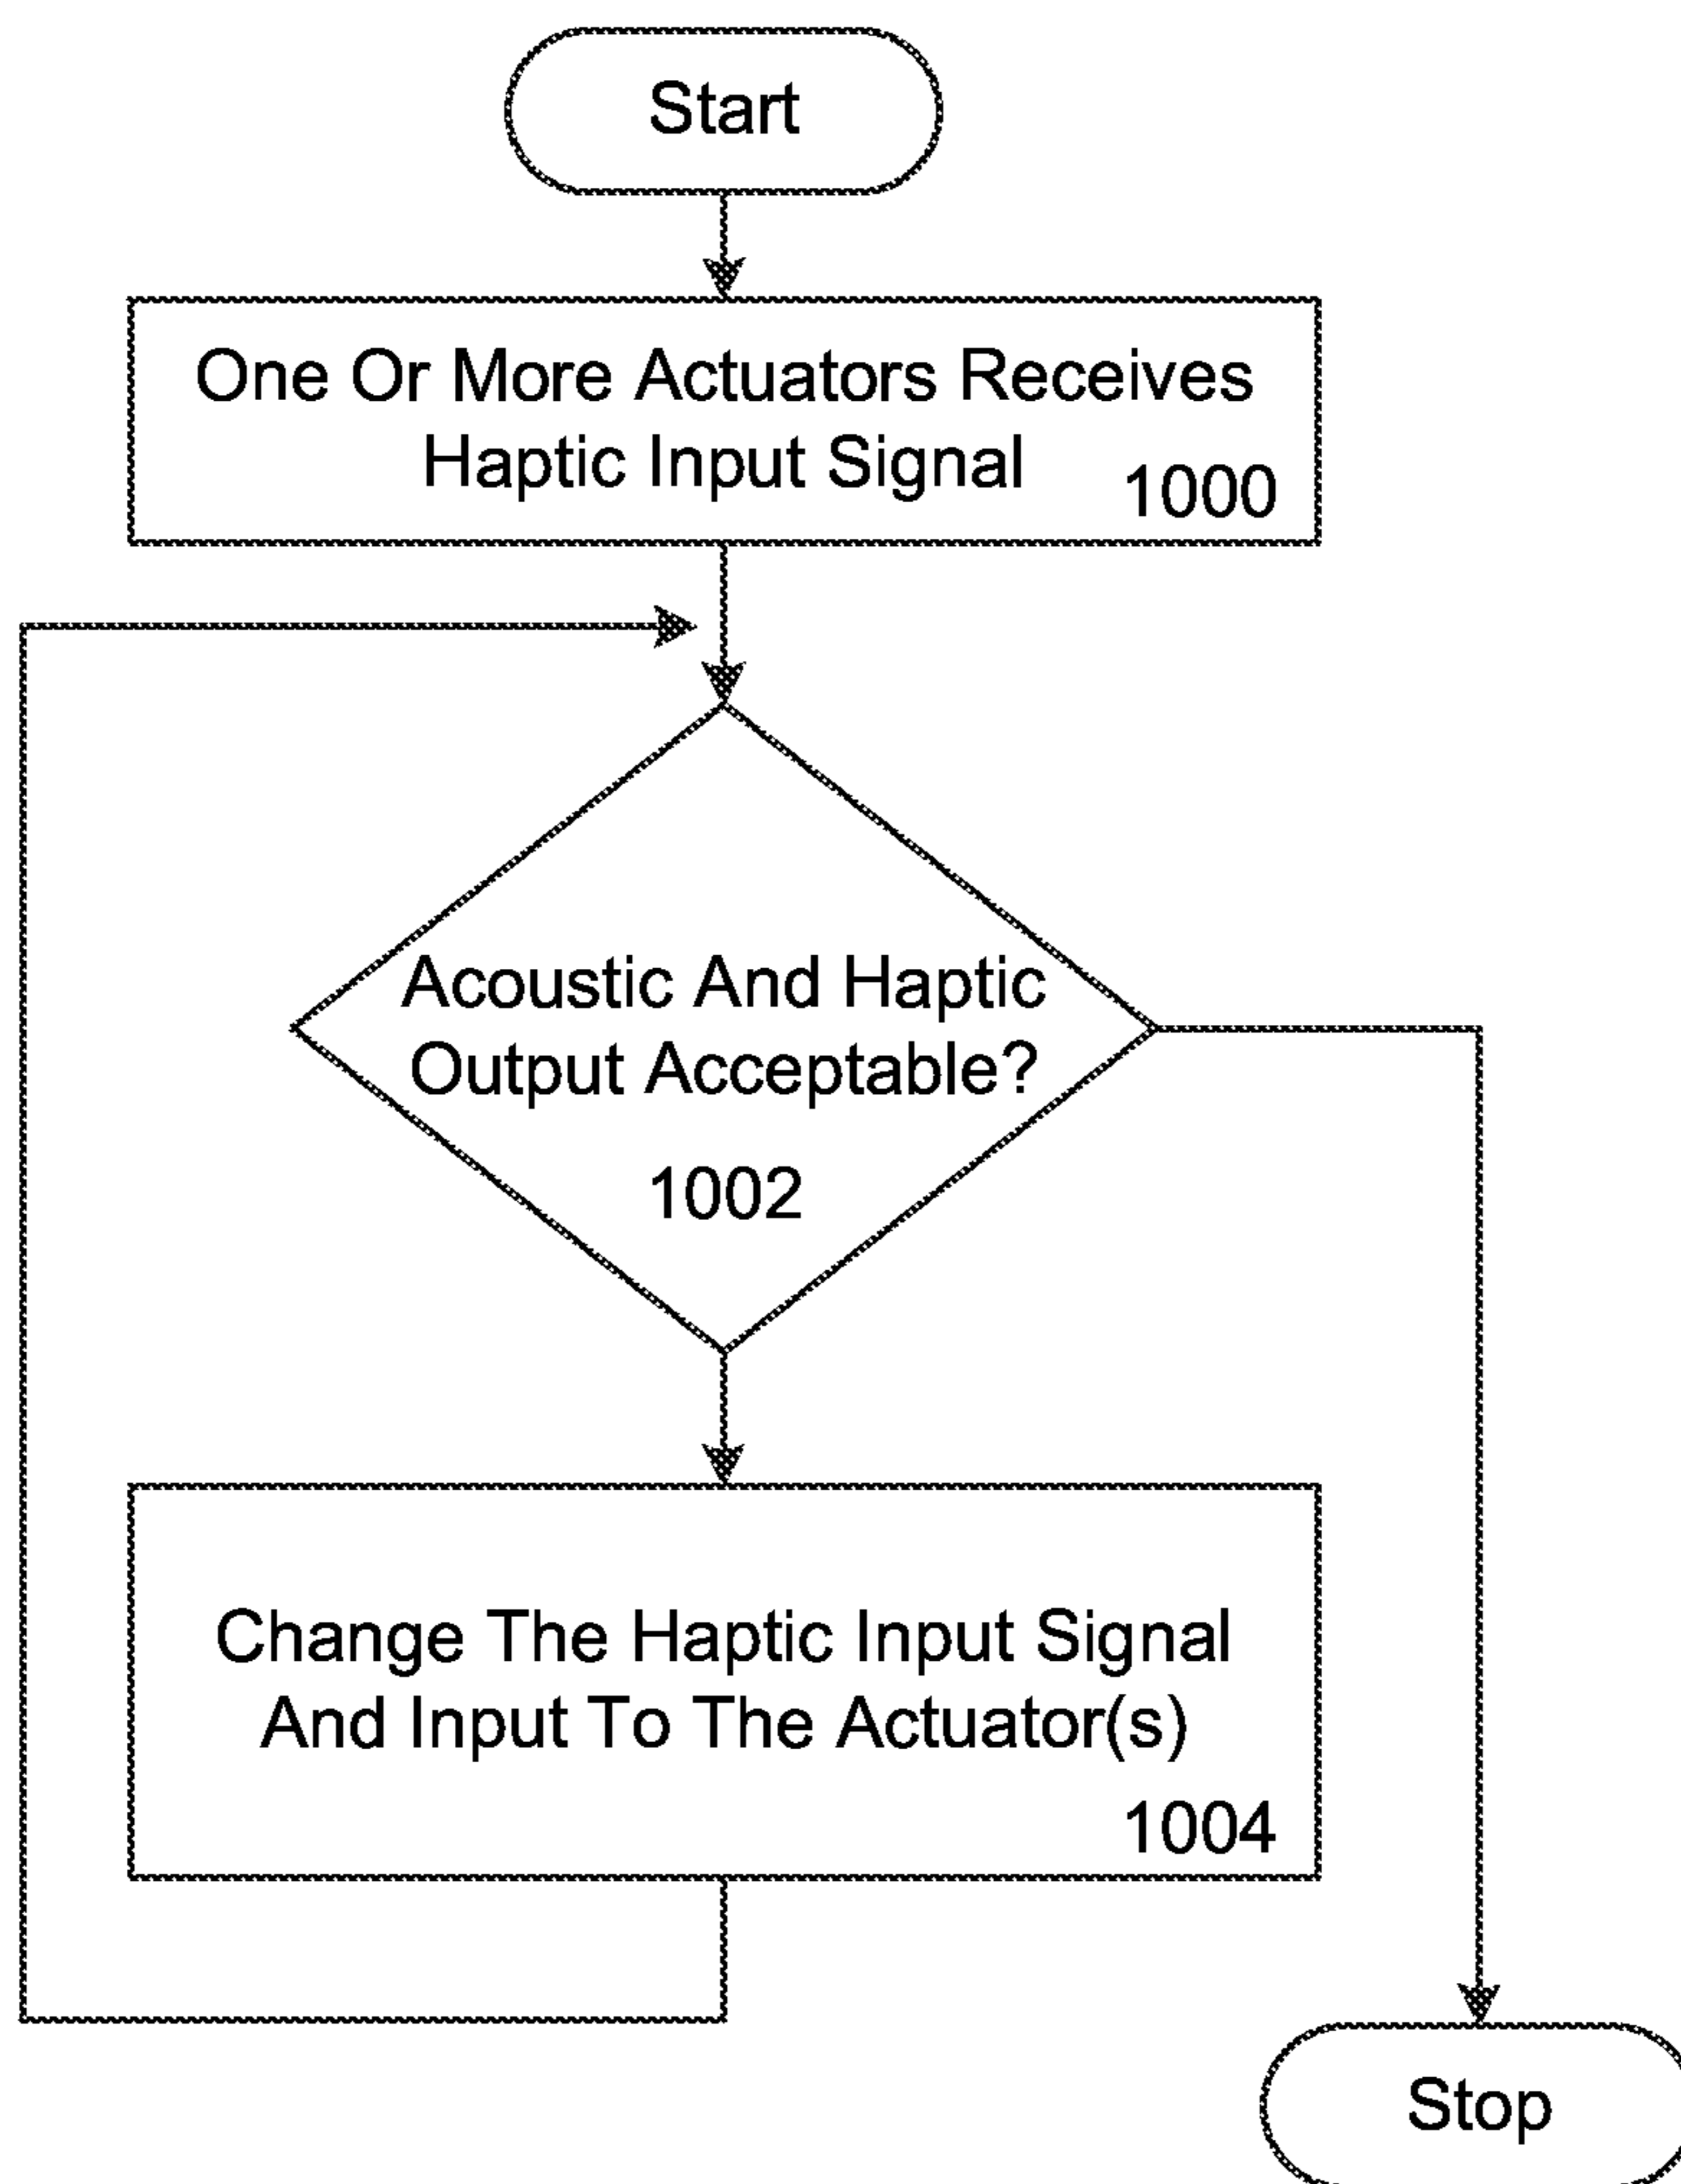 Start
One Or More Actuators Receives
Haptic Input Signal
1000
Acoustic And Haptic
Output Acceptable?
1002
Change The Haptic Input Signal
And Input To The Actuator(s)
1004
Stop